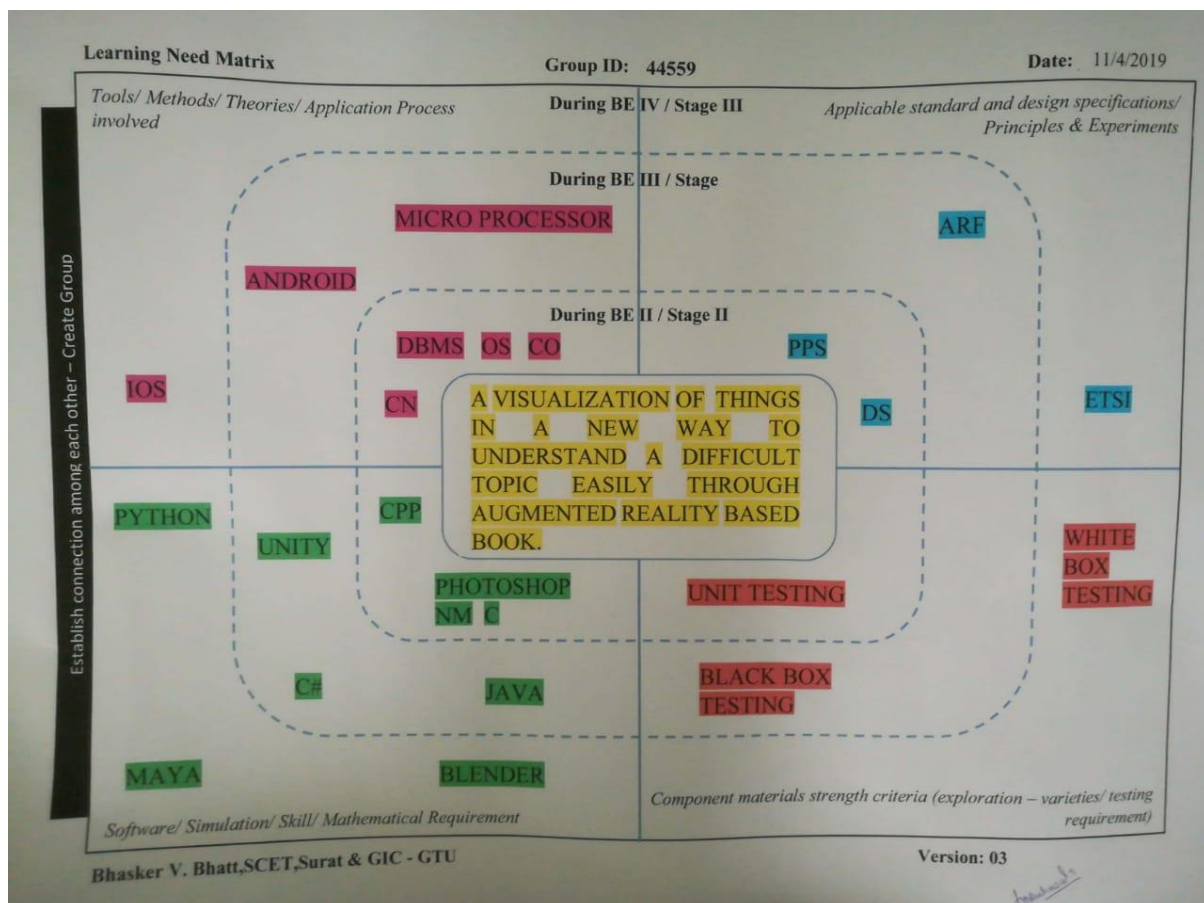 Learning Need Matrix
Group ID: 44559
Date: 11/4/2019
Tools/ Methods/ Theories/ Application Process
involved
During BE IV / Stage III
Applicable standard and design specifications/
Principles & Experiments
During BE III / Stage
MICRO PROCESSOR
ARF
ANDROID
During BE II / Stage II
DBMS OS CO
PPS
IOS
CN
DS
ETSI
A VISUALIZATION OF THINGS
IN A NEW WAY TO
UNDERSTAND A DIFFICULT
TOPIC EASILY THROUGH
AUGMENTED REALITY BASED
BOOK.
Establish connection among each other – Create Group
PYTHON
CPP
UNITY
PHOTOSHOP
NM C
C#
JAVA
MAYA
BLENDER
UNIT TESTING
WHITE
BOX
TESTING
BLACK BOX
TESTING
Software/ Simulation/ Skill/ Mathematical Requirement
Component materials strength criteria (exploration – varieties/ testing
requirement)
Bhasker V. Bhatt,SCET,Surat & GIC - GTU
Version: 03